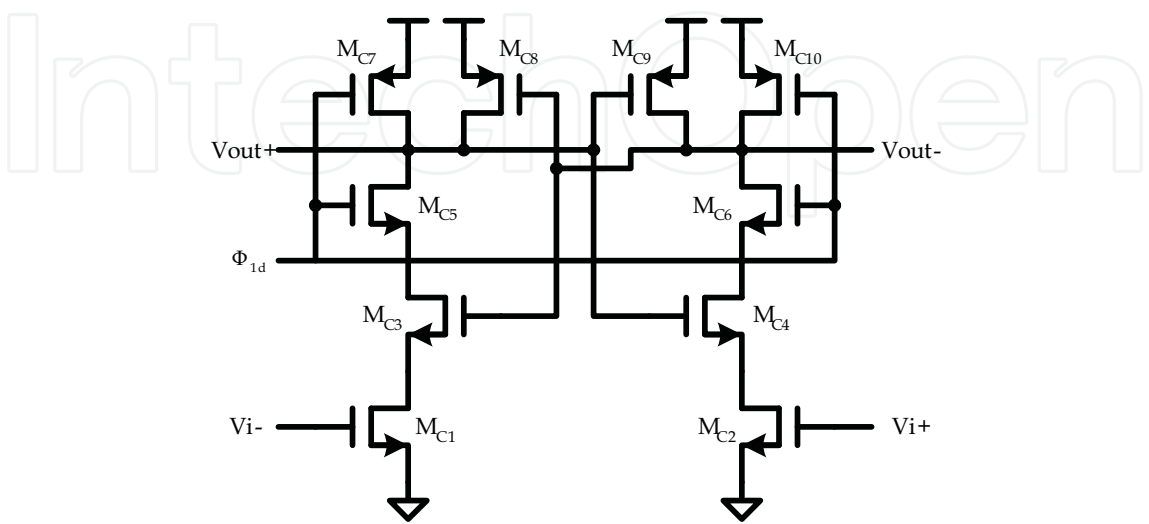 IntechOpen
M_C7 M_C8 M_C9 M_C10
Vout+ Vout-
M_C5 M_C6
Φ_1d
M_C3 M_C4
Vi- M_C1 M_C2 Vi+